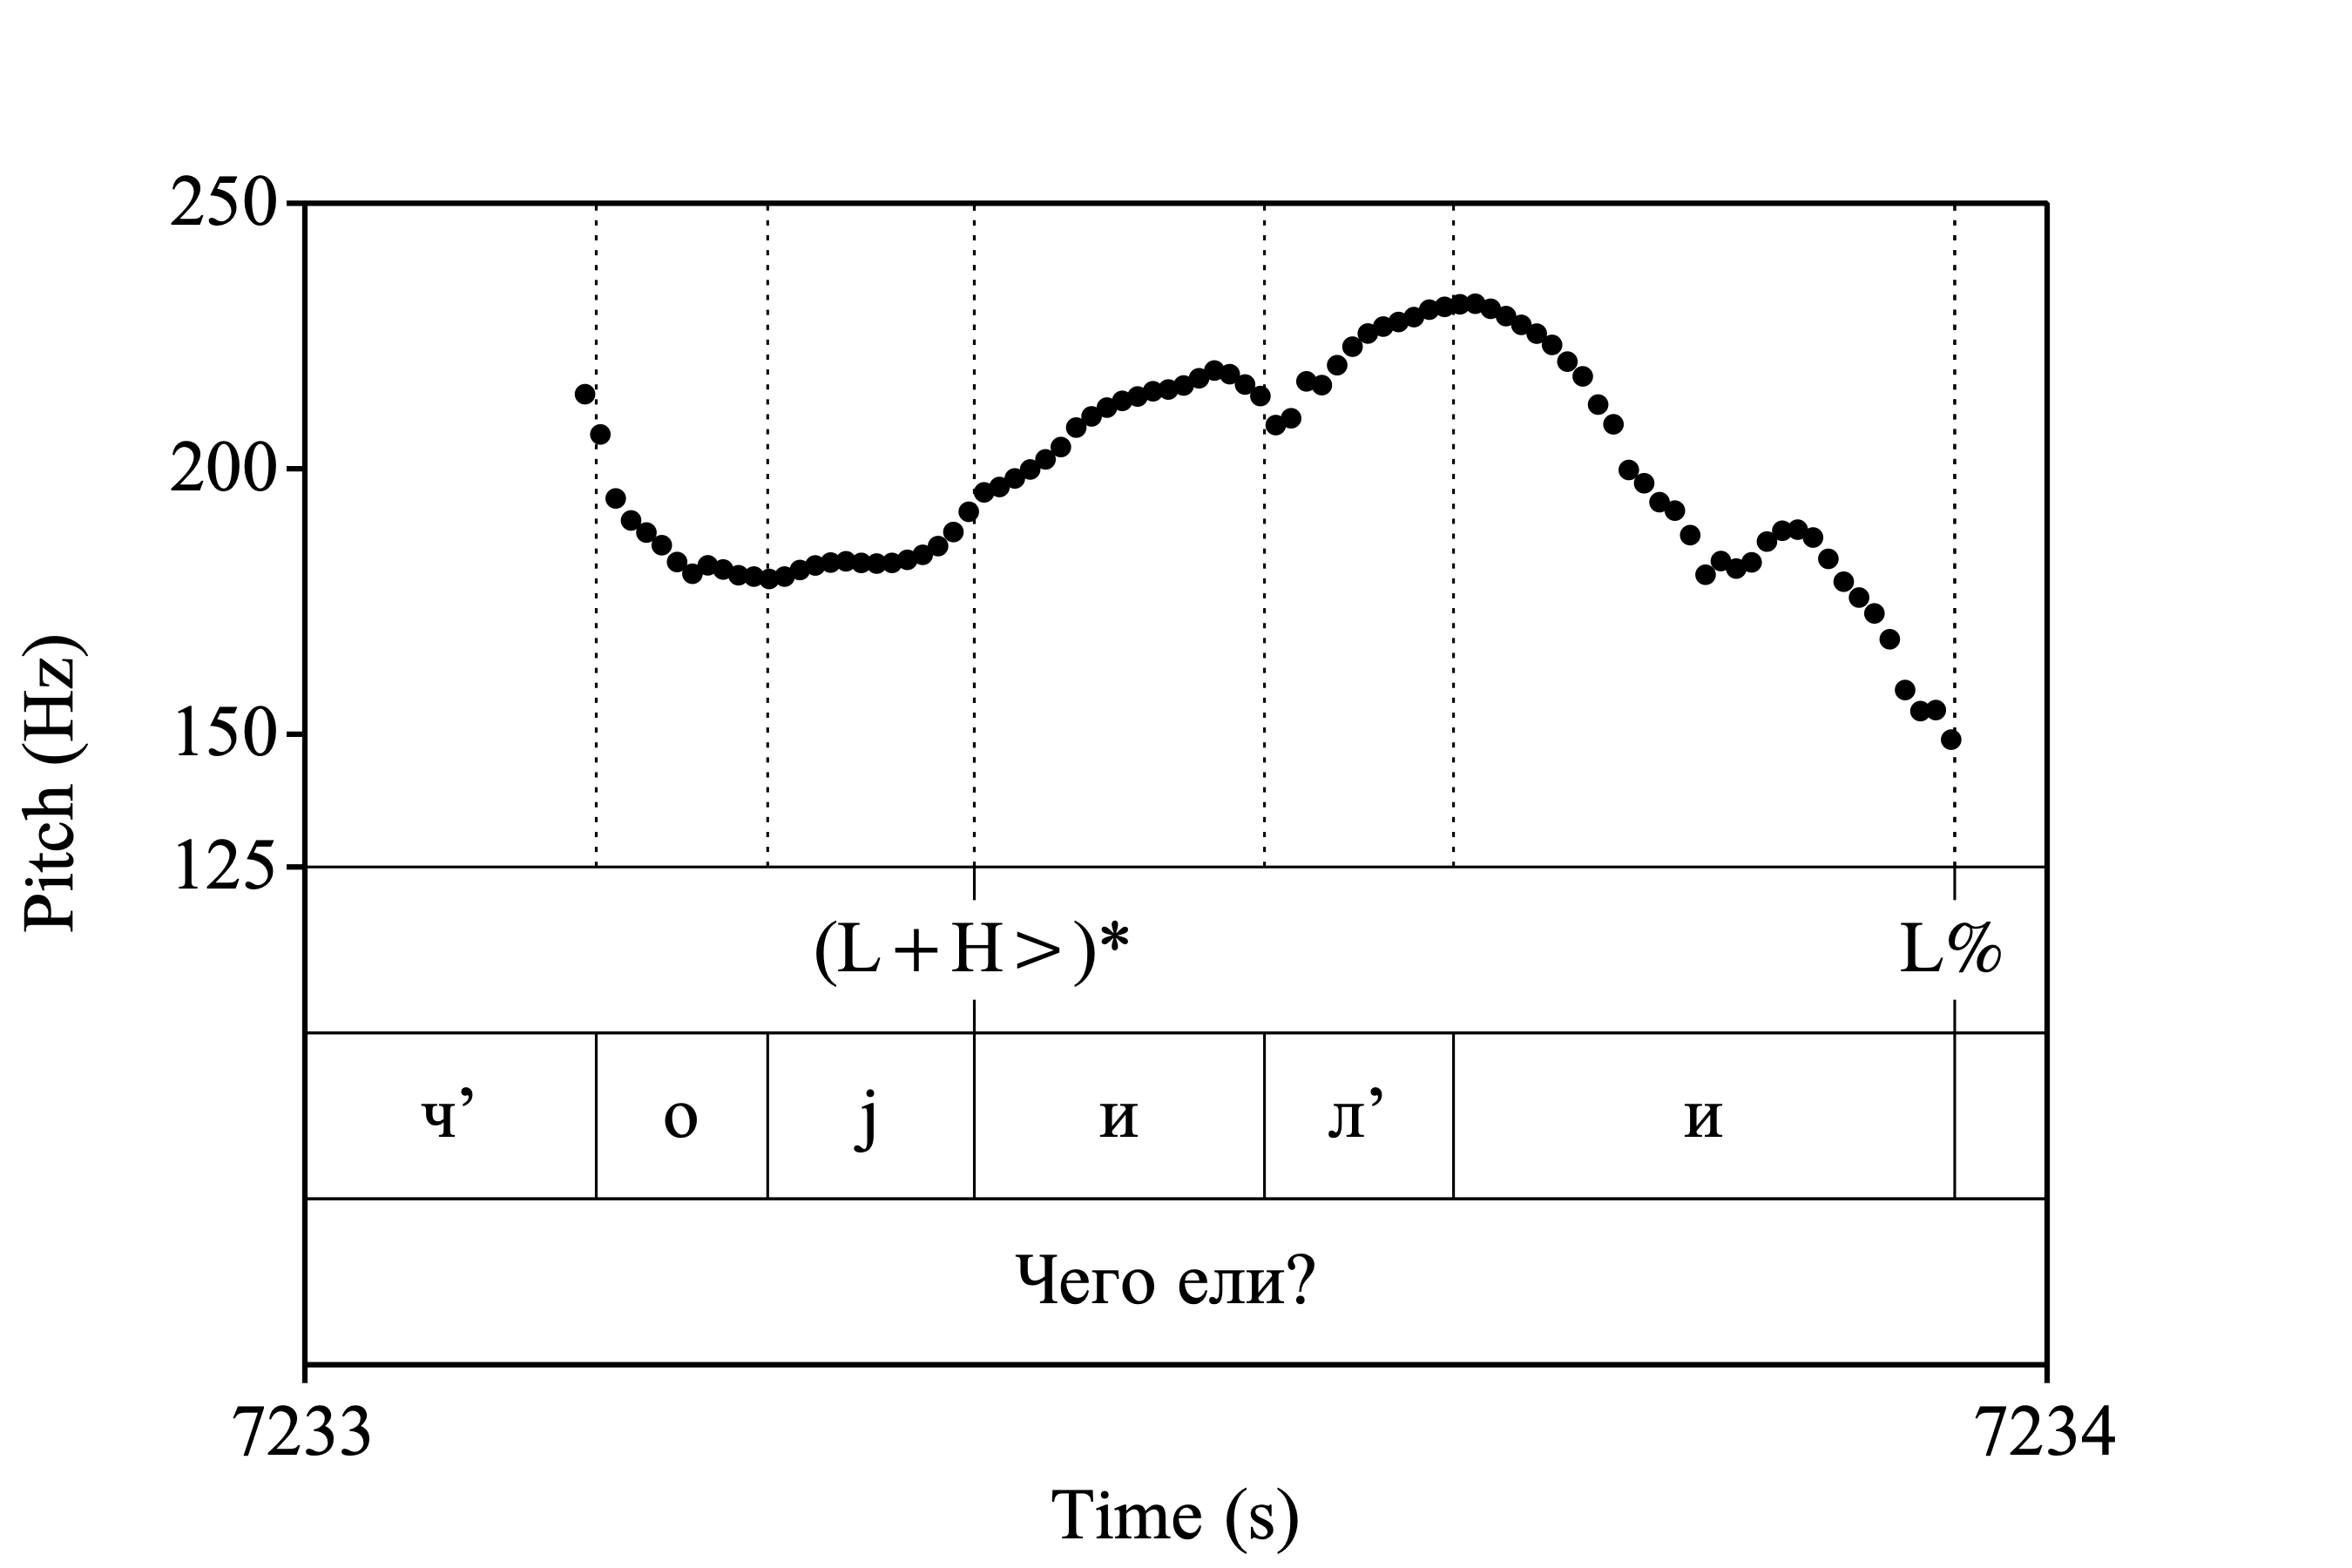 250
200
150
125
Pitch (Hz)
(L+H>)* L%
ч’ о j и л’ и
Чего ели?
7233 7234
Time (s)